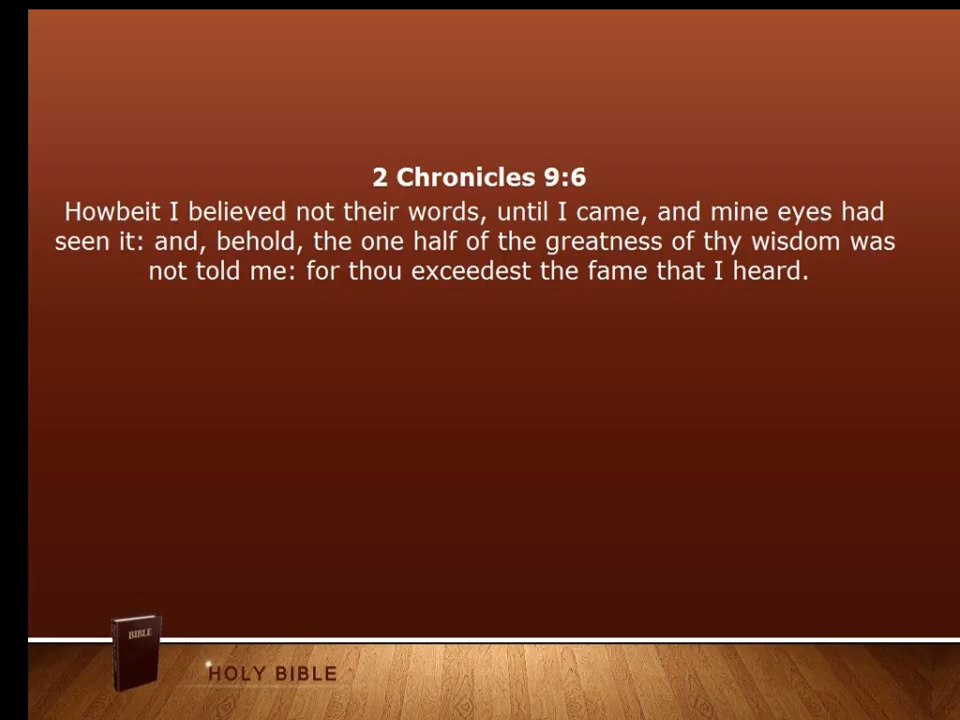 2 Chronicles 9:6
Howbeit I believed not their words, until I came, and mine eyes had
seen it: and, behold, the one half of the greatness of thy wisdom was
not told me: for thou exceedest the fame that I heard.
BIBLE
HOLY BIBLE